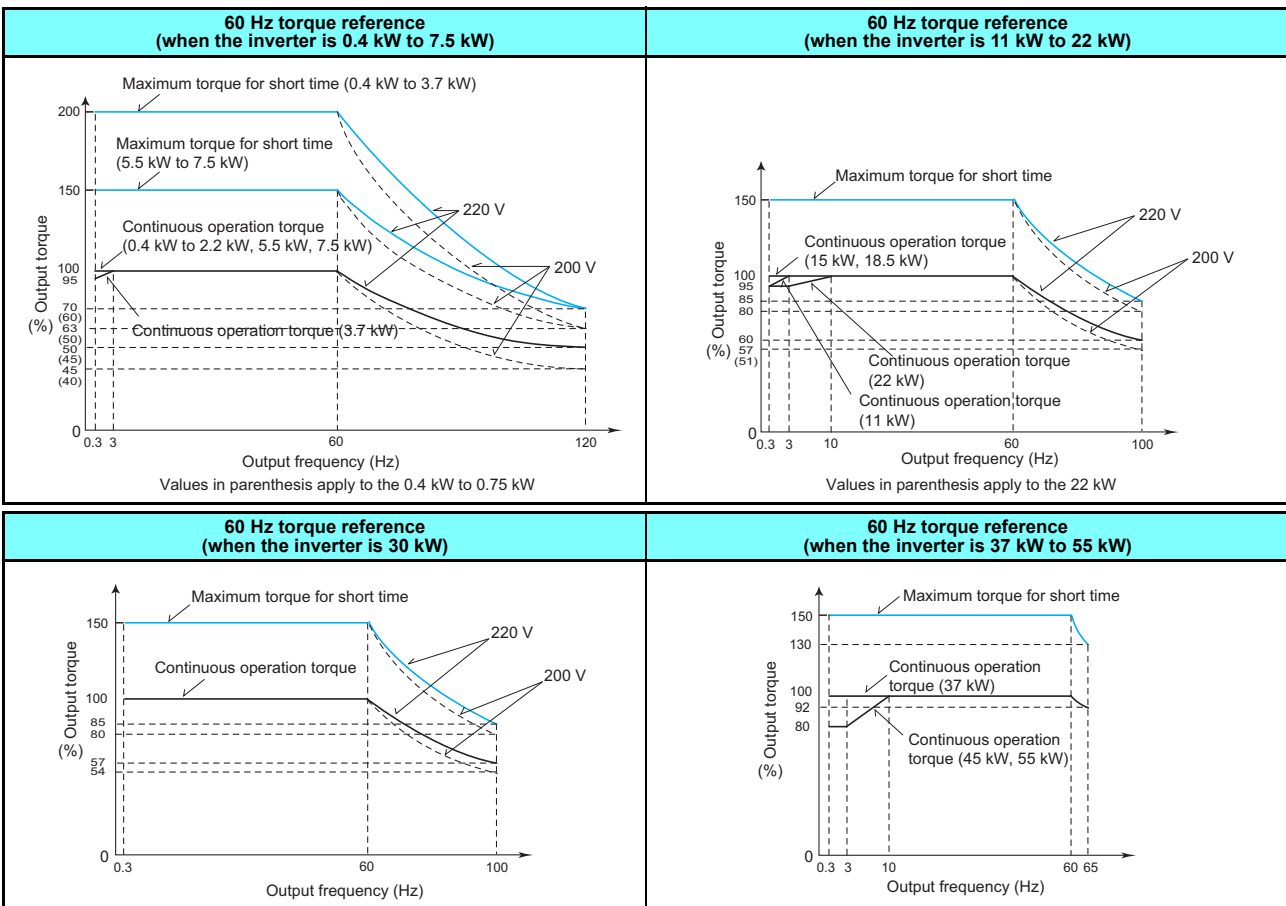 60 Hz torque reference
(when the inverter is 0.4 kW to 7.5 kW)
Maximum torque for short time (0.4 kW to 3.7 kW)
200
Maximum torque for short time
(5.5 kW to 7.5 kW)
150
220 V
Continuous operation torque
(0.4 kW to 2.2 kW, 5.5 kW, 7.5 kW)
200 V
100
95
Output torque
(%)
70
(60)
63
(50)
50
(45)
45
(40)
Continuous operation torque (3.7 kW)
0
0.3 3 60 120
Output frequency (Hz)
Values in parenthesis apply to the 0.4 kW to 0.75 kW
60 Hz torque reference
(when the inverter is 11 kW to 22 kW)
Maximum torque for short time
150
220 V
Continuous operation torque
(15 kW, 18.5 kW)
200 V
100
95
85
80
Output torque
(%)
60
57
(51)
Continuous operation torque
(22 kW)
Continuous operation torque
(11 kW)
0
0.3 3 10 60 100
Output frequency (Hz)
Values in parenthesis apply to the 22 kW
60 Hz torque reference
(when the inverter is 30 kW)
Maximum torque for short time
150
220 V
Continuous operation torque
200 V
100
85
80
Output torque
(%)
57
54
0
0.3 60 100
Output frequency (Hz)
60 Hz torque reference
(when the inverter is 37 kW to 55 kW)
Maximum torque for short time
150
130
Continuous operation
torque (37 kW)
100
92
80
Output torque
(%)
Continuous operation
torque (45 kW, 55 kW)
0
0.3 3 10 60 65
Output frequency (Hz)